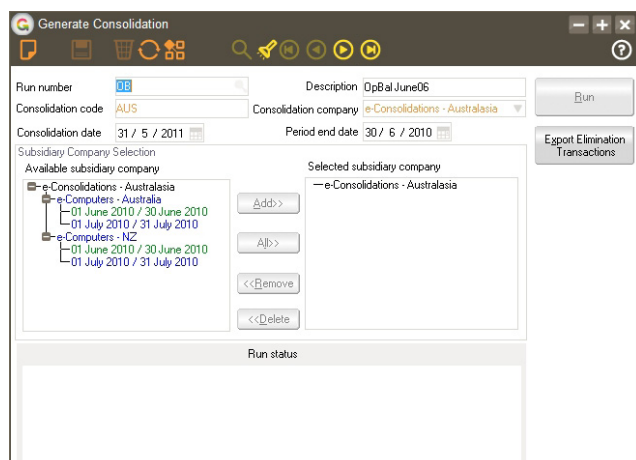 Generate Consolidation
Run number OB Description OpBalJune06
Run
Consolidation code AUS Consolidation company e-Consolidations - Australasia
Consolidation date 31 / 5 / 2011 Period end date 30 / 6 / 2010
Export Elimination
Transactions
Subsidiary Company Selection
Available subsidiary company
Selected subsidiary company
e-Consolidations - Australasia
e-Computers - Australia
01 June 2010 / 30 June 2010
01 July 2010 / 31 July 2010
e-Computers - NZ
01 June 2010 / 30 June 2010
01 July 2010 / 31 July 2010
Add>>
All>>
<<Remove
<<Delete
e-Consolidations - Australasia
Run status